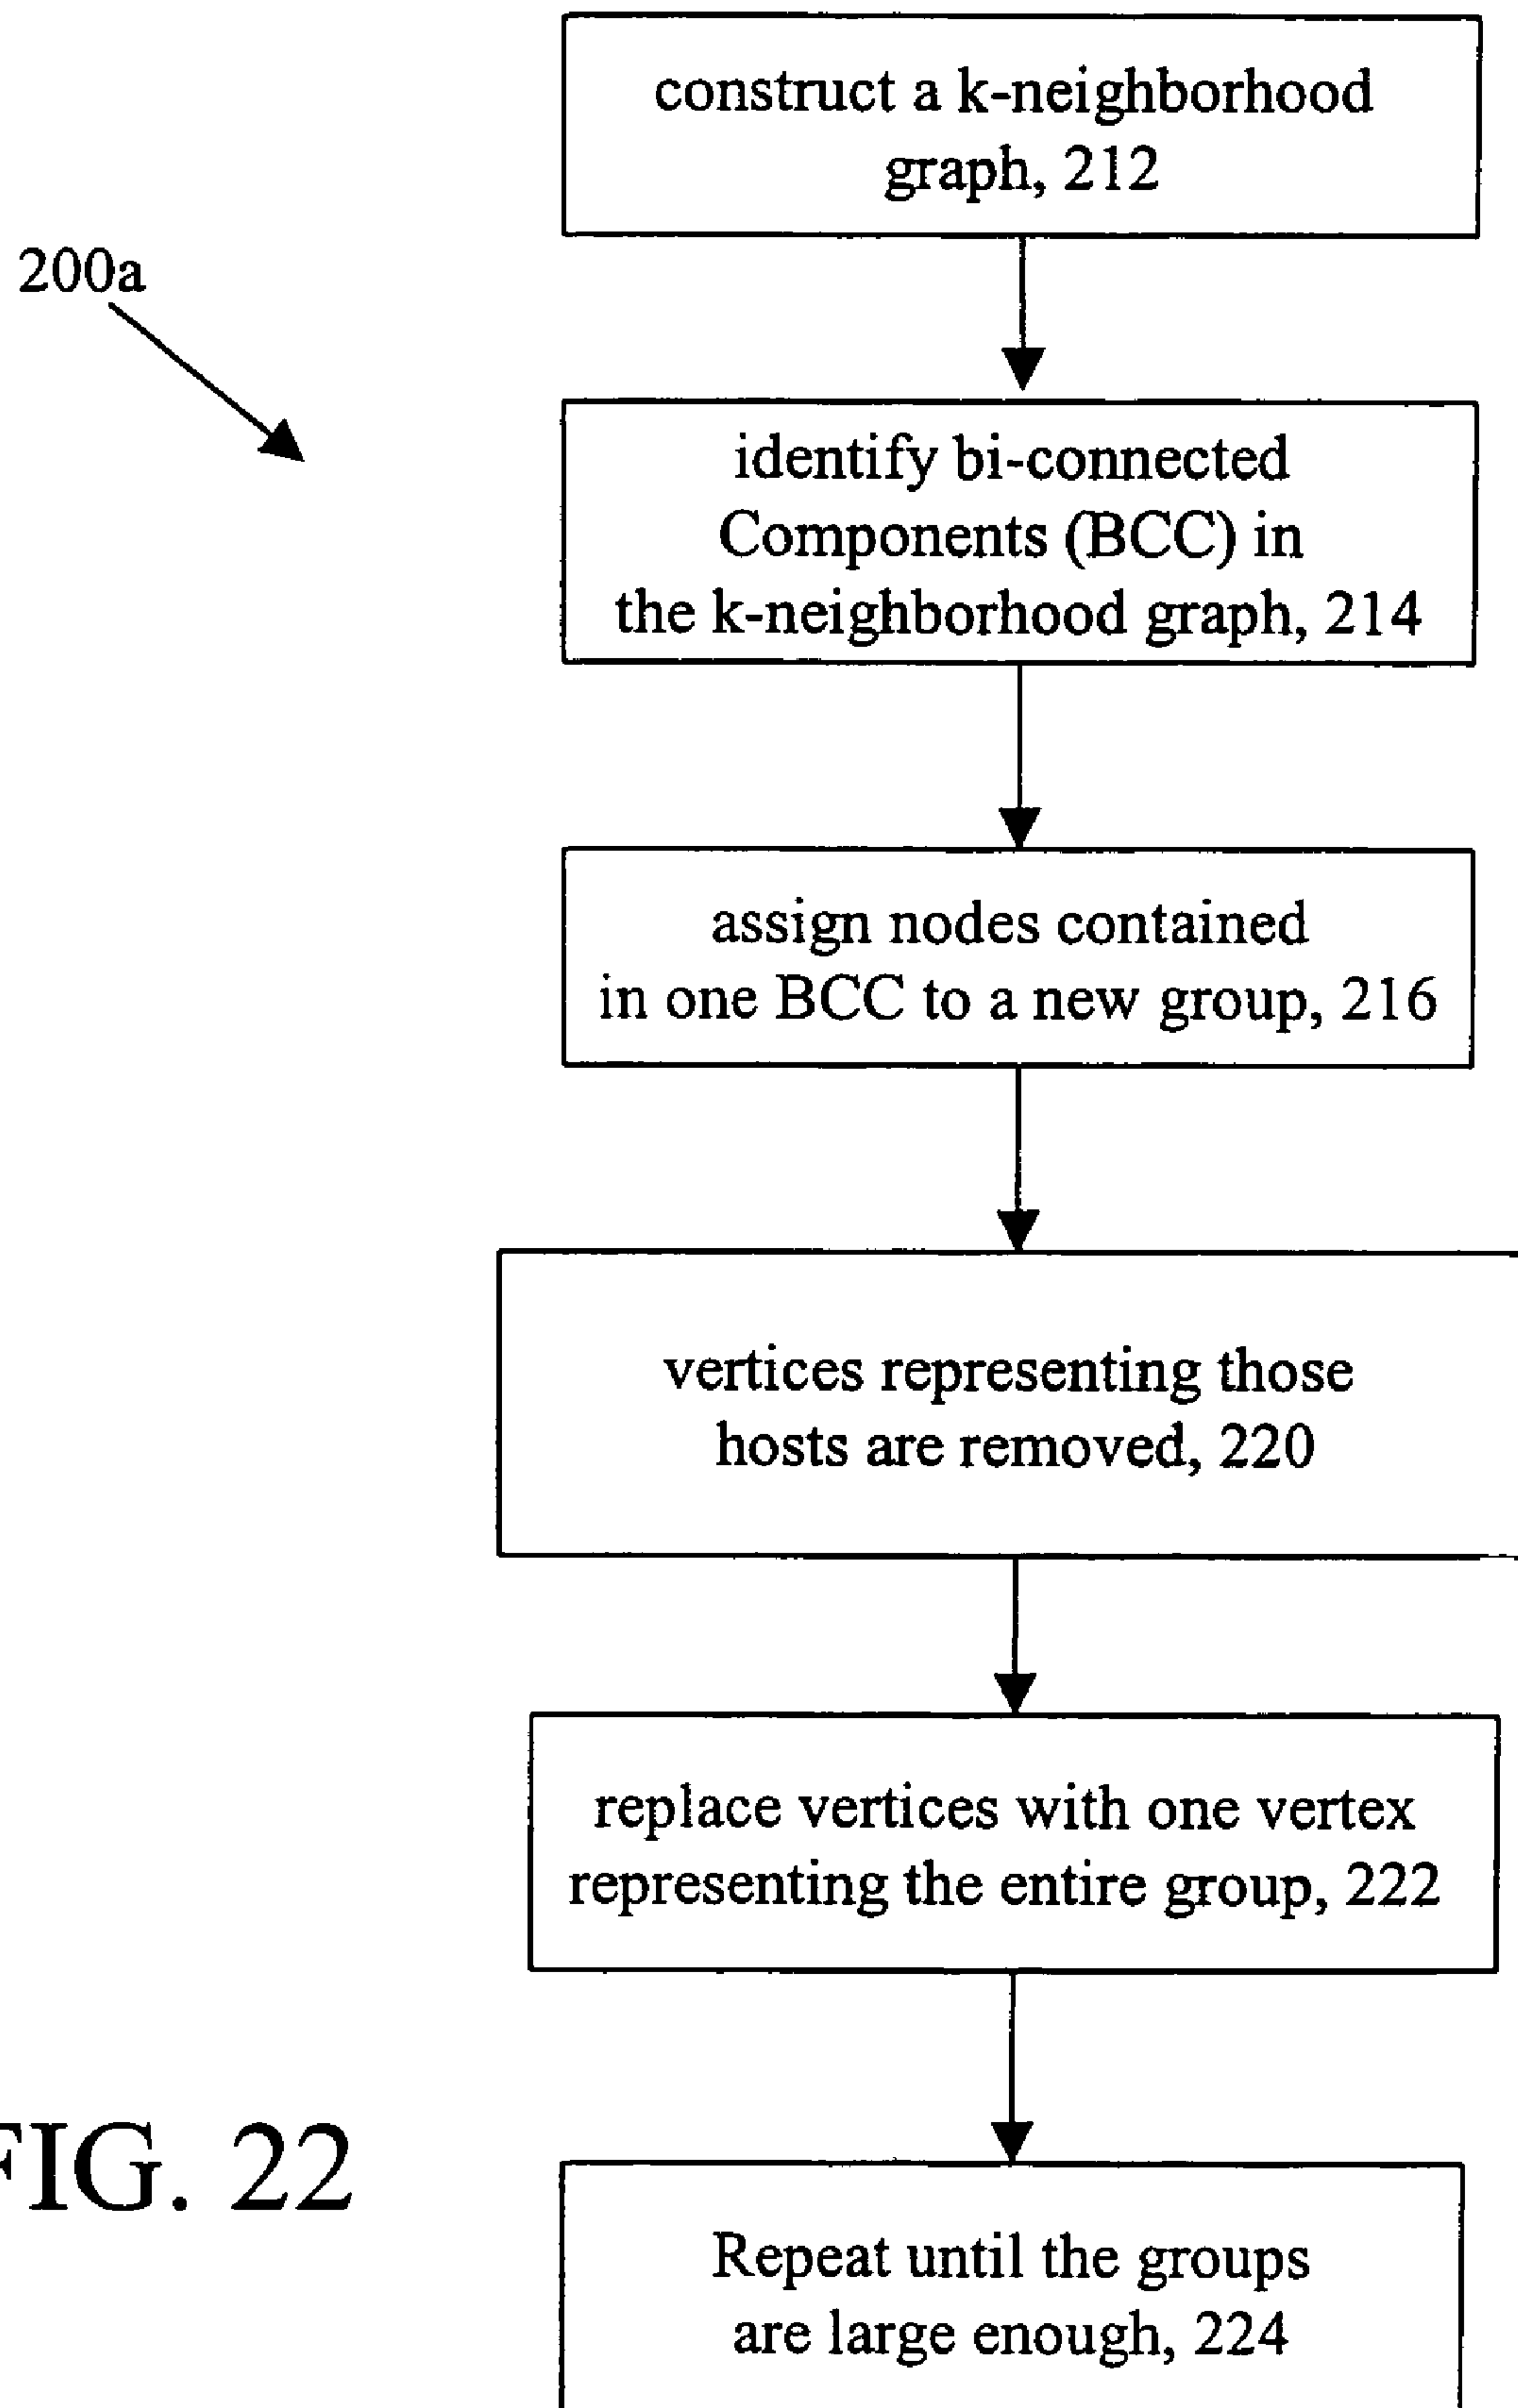 construct a k-neighborhood
graph, 212
200a
identify bi-connected
Components (BCC) in
the k-neighborhood graph, 214
assign nodes contained
in one BCC to a new group, 216
vertices representing those
hosts are removed, 220
replace vertices with one vertex
representing the entire group, 222
FIG. 22
Repeat until the groups
are large enough, 224